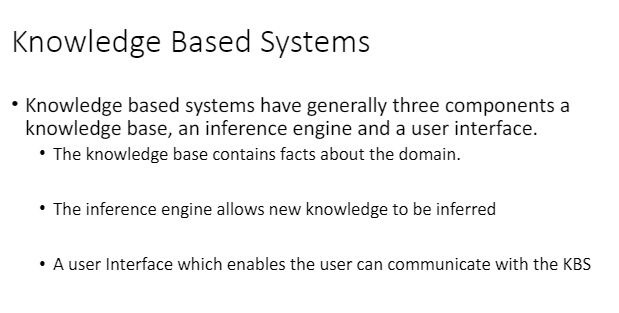 Knowledge Based Systems
• Knowledge based systems have generally three components a
knowledge base, an inference engine and a user interface.
• The knowledge base contains facts about the domain.
• The inference engine allows new knowledge to be inferred
• A user Interface which enables the user can communicate with the KBS